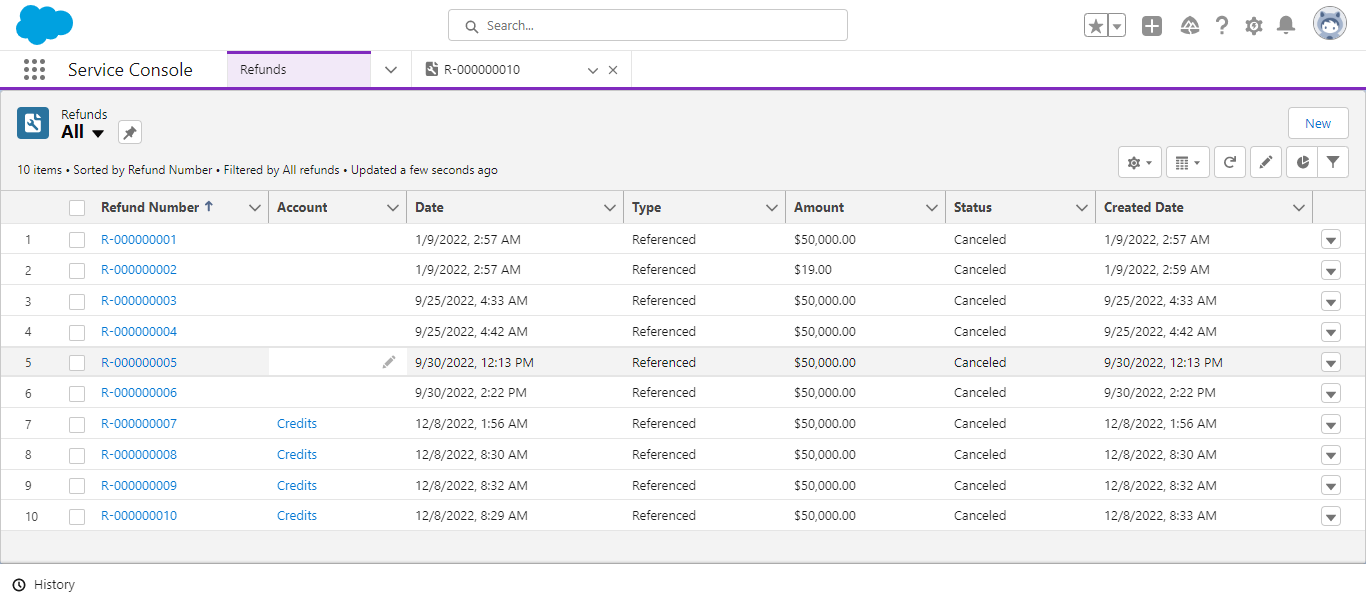 Search...
Service Console Refunds R-000000010
Refunds
All
New
10 items • Sorted by Refund Number • Filtered by All refunds • Updated a few seconds ago
Refund Number Account Date Type Amount Status Created Date
1 R-000000001 1/9/2022, 2:57 AM Referenced $50,000.00 Canceled 1/9/2022, 2:57 AM
2 R-000000002 1/9/2022, 2:57 AM Referenced $19.00 Canceled 1/9/2022, 2:59 AM
3 R-000000003 9/25/2022, 4:33 AM Referenced $50,000.00 Canceled 9/25/2022, 4:33 AM
4 R-000000004 9/25/2022, 4:42 AM Referenced $50,000.00 Canceled 9/25/2022, 4:42 AM
5 R-000000005 9/30/2022, 12:13 PM Referenced $50,000.00 Canceled 9/30/2022, 12:13 PM
6 R-000000006 9/30/2022, 2:22 PM Referenced $50,000.00 Canceled 9/30/2022, 2:22 PM
7 R-000000007 Credits 12/8/2022, 1:56 AM Referenced $50,000.00 Canceled 12/8/2022, 1:56 AM
8 R-000000008 Credits 12/8/2022, 8:30 AM Referenced $50,000.00 Canceled 12/8/2022, 8:30 AM
9 R-000000009 Credits 12/8/2022, 8:32 AM Referenced $50,000.00 Canceled 12/8/2022, 8:32 AM
10 R-000000010 Credits 12/8/2022, 8:29 AM Referenced $50,000.00 Canceled 12/8/2022, 8:33 AM
History